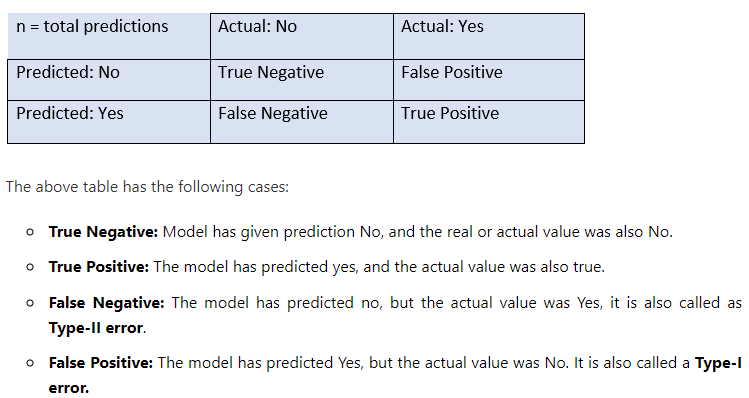 n = total predictions Actual: No Actual: Yes
Predicted: No True Negative False Positive
Predicted: Yes False Negative True Positive
The above table has the following cases:
○ True Negative: Model has given prediction No, and the real or actual value was also No.
○ True Positive: The model has predicted yes, and the actual value was also true.
○ False Negative: The model has predicted no, but the actual value was Yes, it is also called as
Type-II error.
○ False Positive: The model has predicted Yes, but the actual value was No. It is also called a Type-I
error.